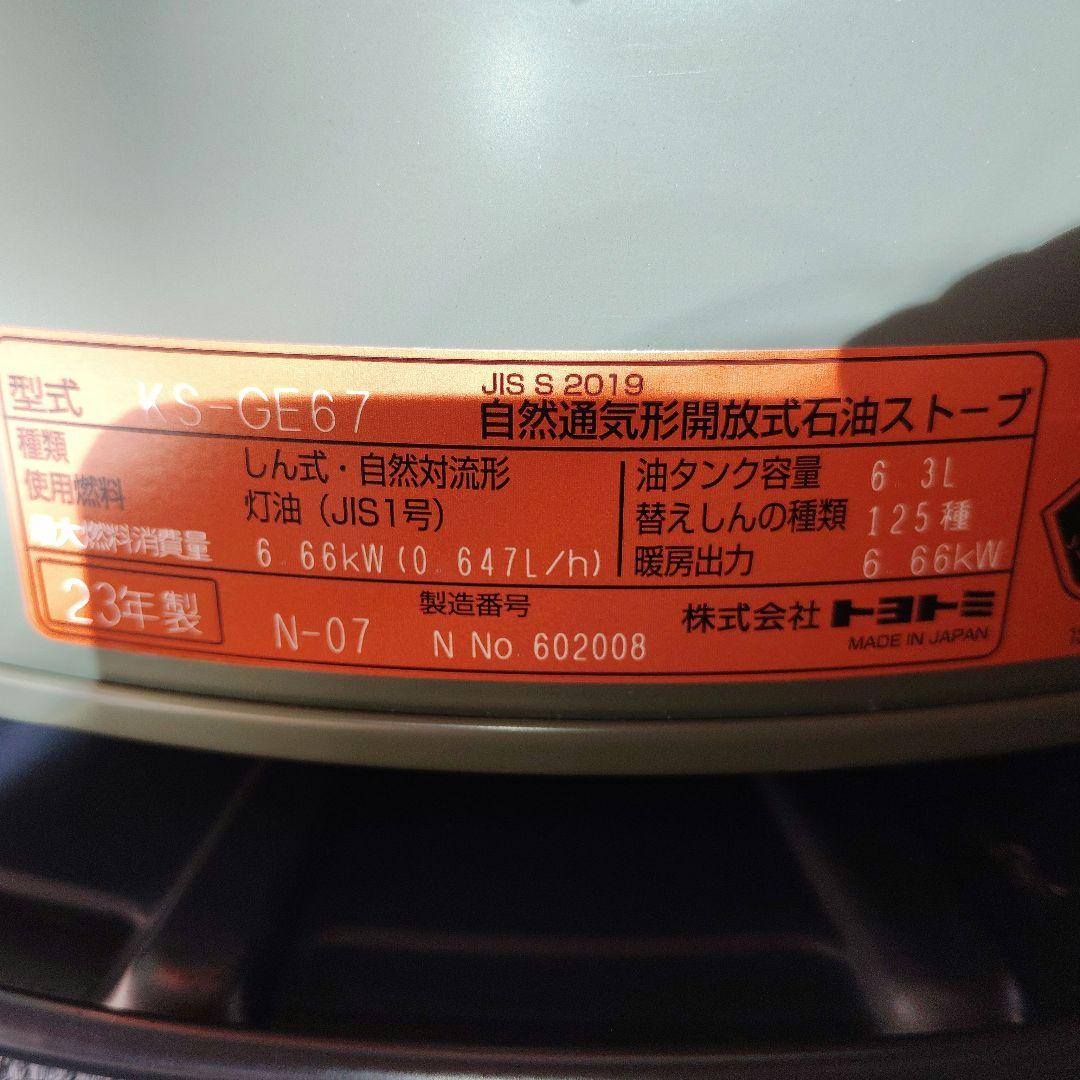 型式 KS-GE67
JIS S 2019
自然通気形開放式石油ストーブ
種類 しん式・自然対流形
使用燃料 灯油（JIS1号）
最大燃料消費量 6.66kW(0.647L/h)
油タンク容量 6.3L
替えしんの種類 125種
暖房出力 6.66kW
23年製
N-07
製造番号
N No.602008
株式会社 トヨトミ
MADE IN JAPAN